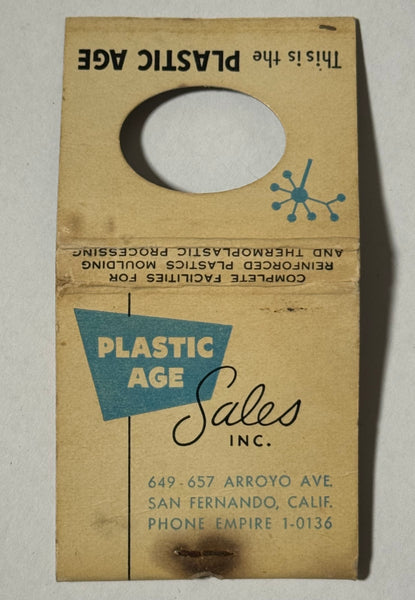 This is the PLASTIC AGE
COMPLETE FACILITIES FOR
REINFORCED PLASTICS MOULDING
AND THERMOPLASTIC PROCESSING
PLASTIC
AGE
Sales
INC.
649-657 ARROYO AVE.
SAN FERNANDO, CALIF.
PHONE EMPIRE 1-0136